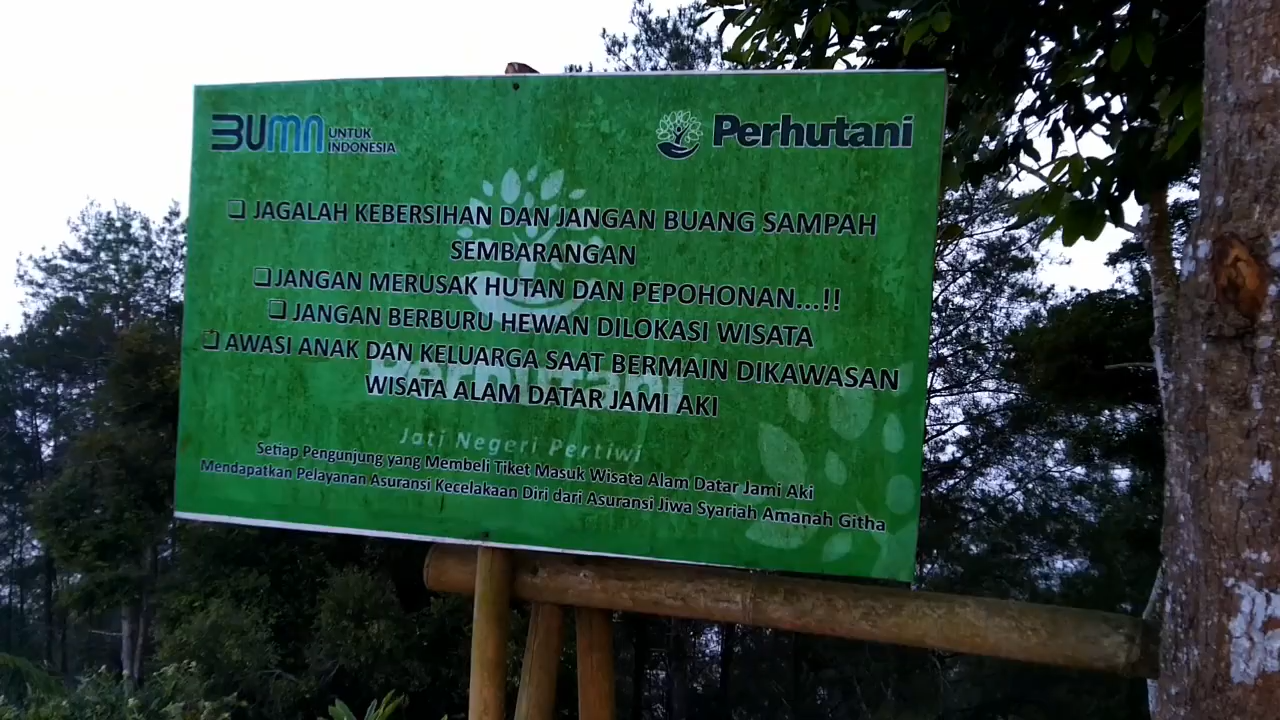 BUMN UNTUK
INDONESIA
Perhutani
JAGALAH KEBERSIHAN DAN JANGAN BUANG SAMPAH
SEMBARANGAN
JANGAN MERUSAK HUTAN DAN PEPOHONAN...!!
JANGAN BERBURU HEWAN DILOKASI WISATA
AWASI ANAK DAN KELUARGA SAAT BERMAIN DIKAWASAN
WISATA ALAM DATAR JAMI AKI
Perhutani
Jati Negeri Pertiwi
Setiap Pengunjung yang Membeli Tiket Masuk Wisata Alam Datar Jami Aki
Mendapatkan Pelayanan Asuransi Kecelakaan Diri dari Asuransi Jiwa Syariah Amanah Githa